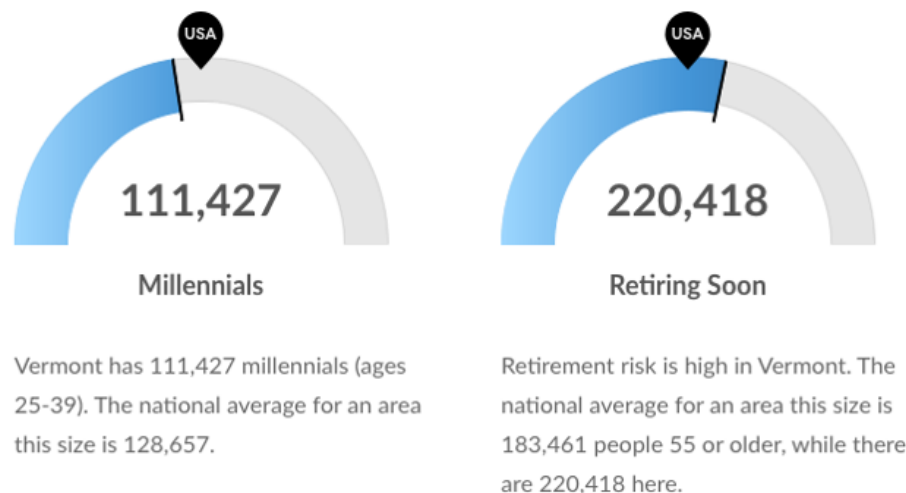 USA
111,427
Millennials
Vermont has 111,427 millennials (ages
25-39). The national average for an area
this size is 128,657.
USA
220,418
Retiring Soon
Retirement risk is high in Vermont. The
national average for an area this size is
183,461 people 55 or older, while there
are 220,418 here.